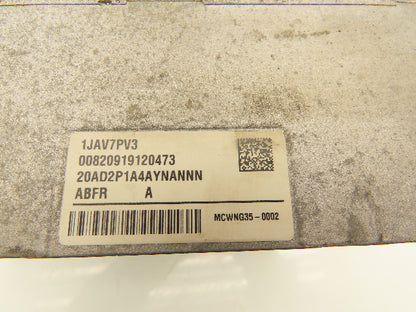 1JAV7PV3
00820919120473
20AD2P1A4AYNANNN
ABFR A
MCWNG35-0002